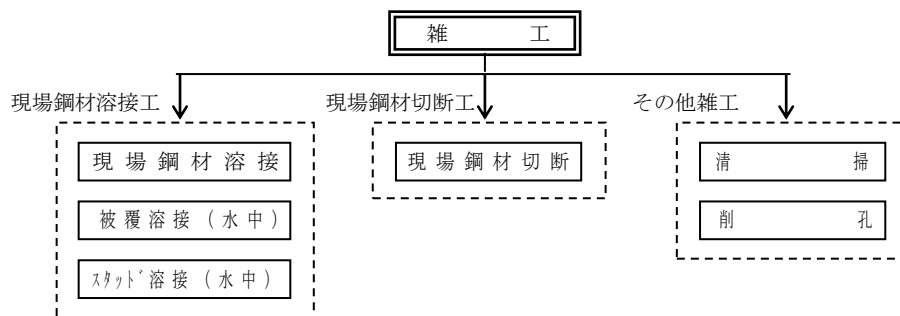 雑　　　工
現場鋼材溶接工
現場鋼材切断工
その他雑工
現場鋼材溶接
現場鋼材切断
清　　　掃
被覆溶接（水中）
削　　　孔
ｽﾀｯﾄﾞ溶接（水中）